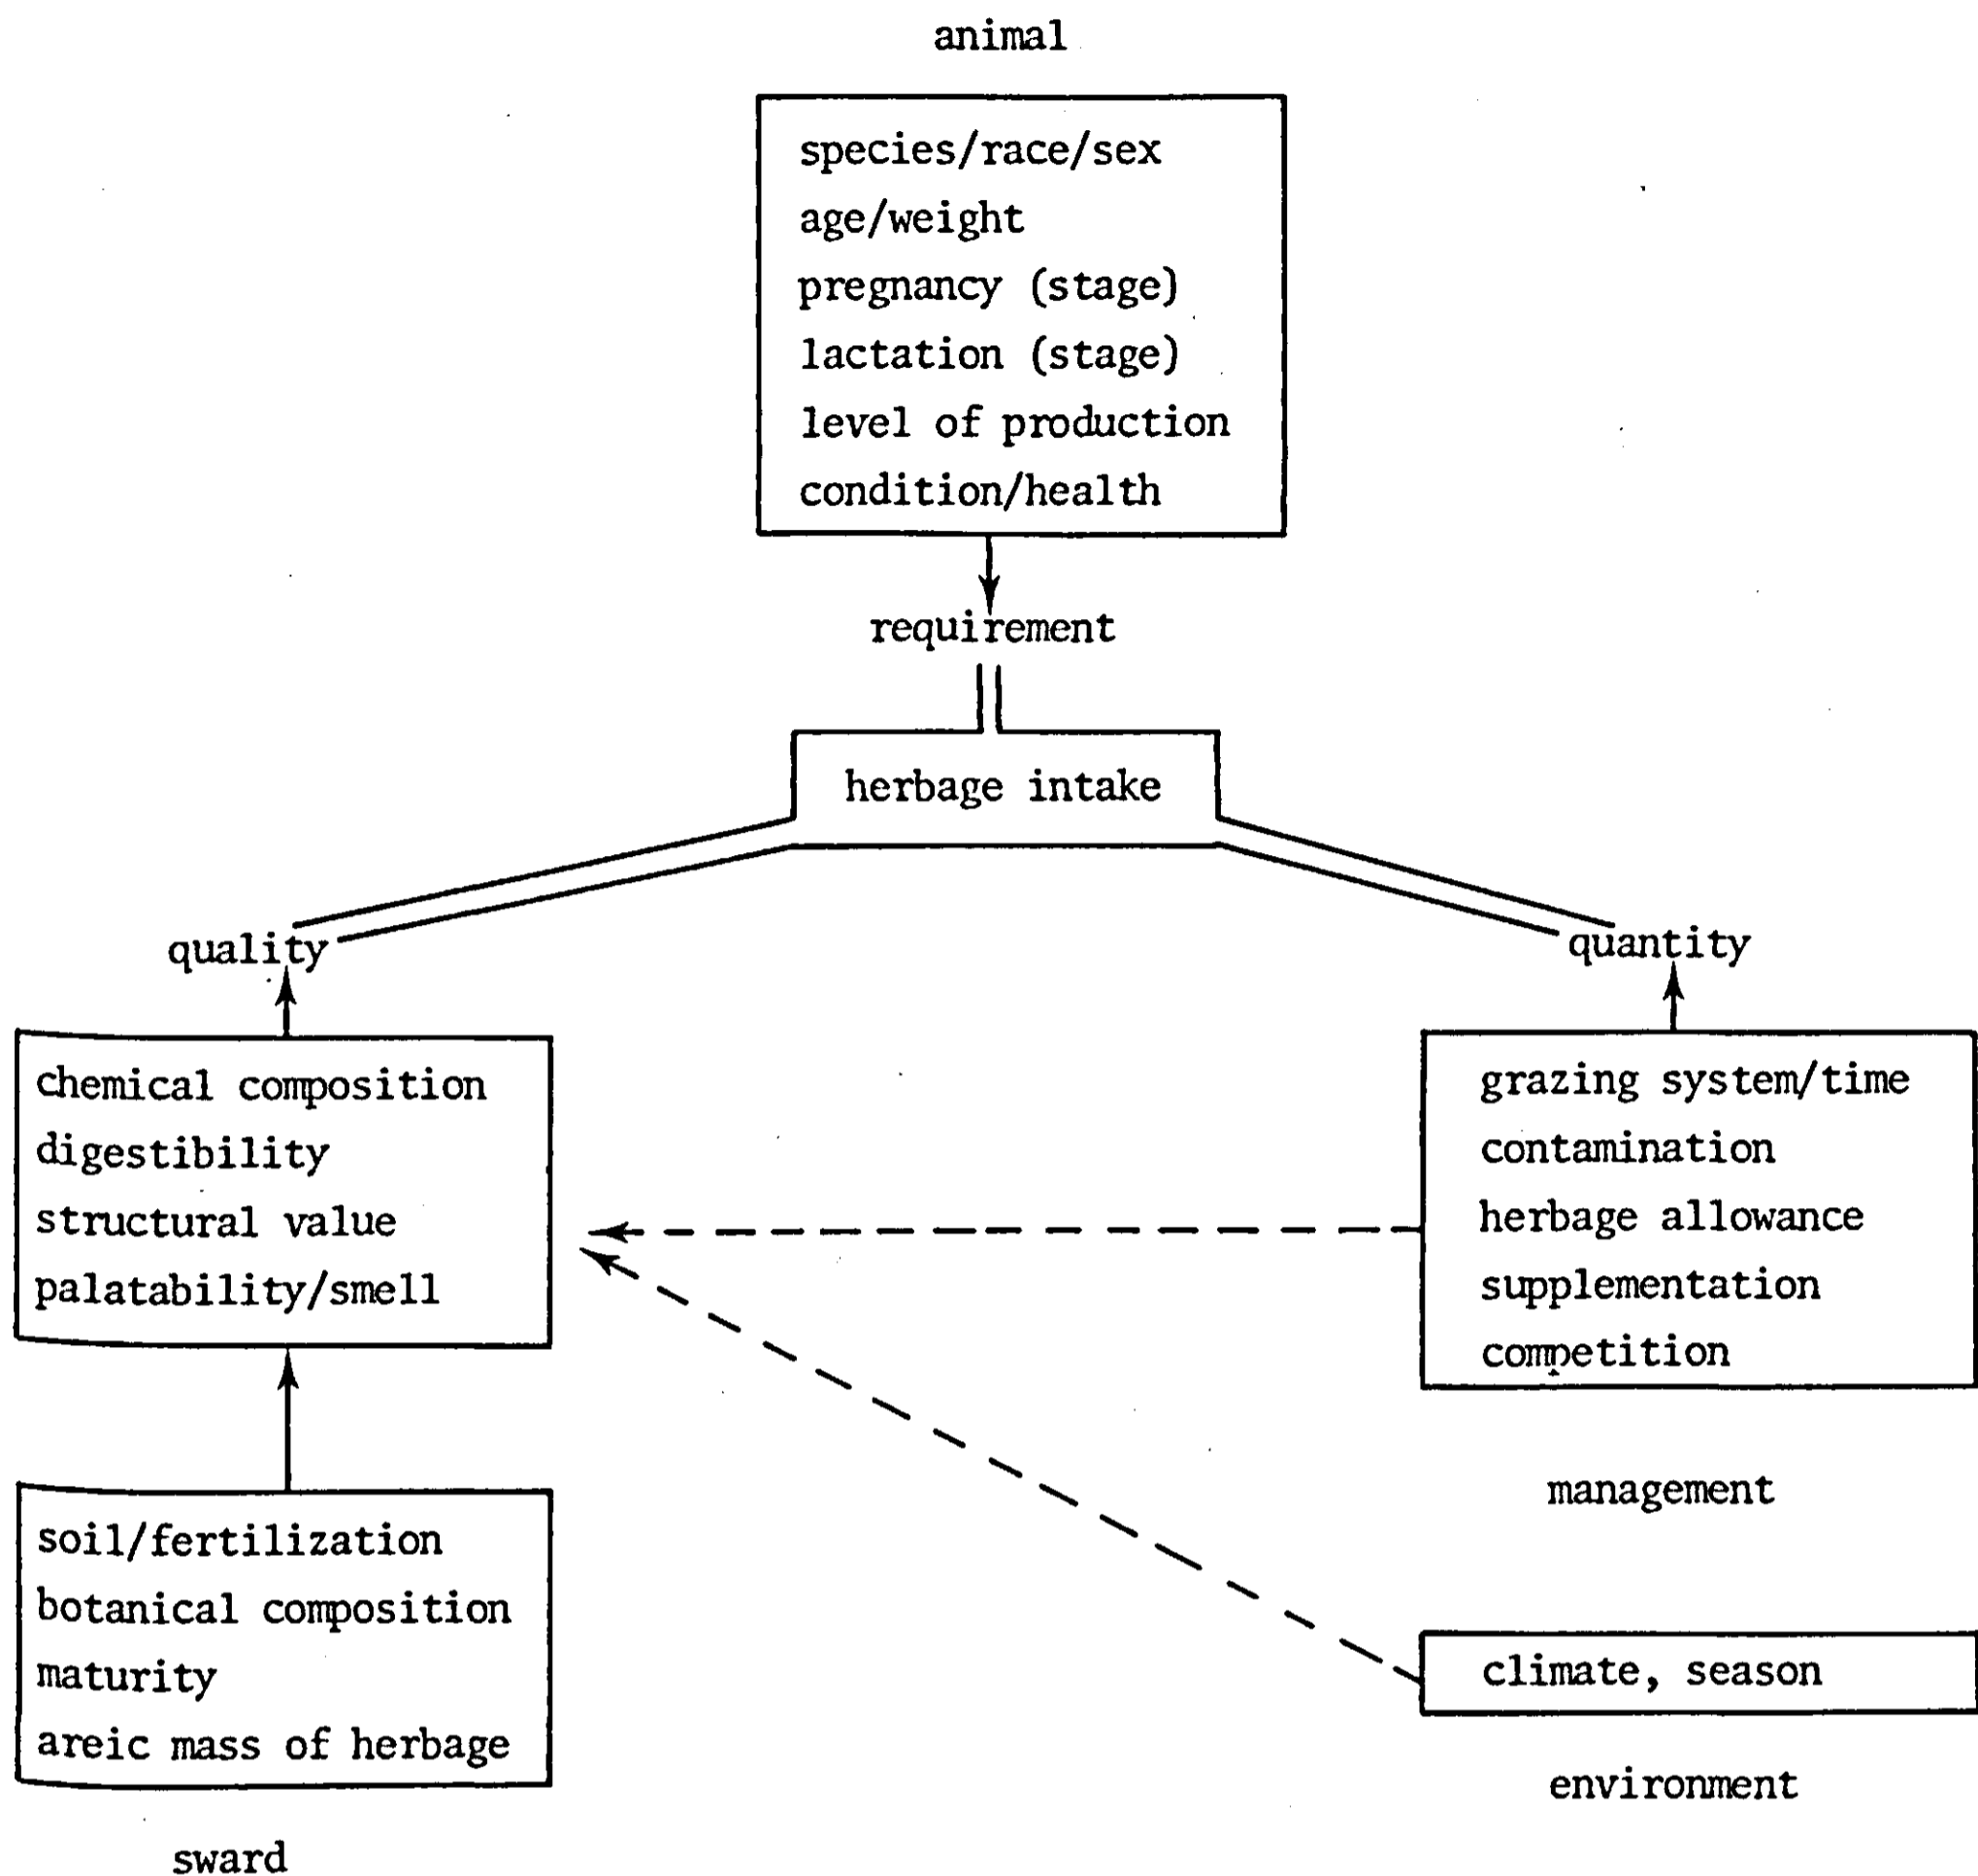 animal
species/race/sex
age/weight
pregnancy (stage)
lactation (stage)
level of production
condition/health
requirement
herbage intake
quality
quantity
chemical composition
digestibility
structural value
palatability/smell
grazing system/time
contamination
herbage allowance
supplementation
competition
management
soil/fertilization
botanical composition
maturity
areic mass of herbage
sward
climate, season
environment